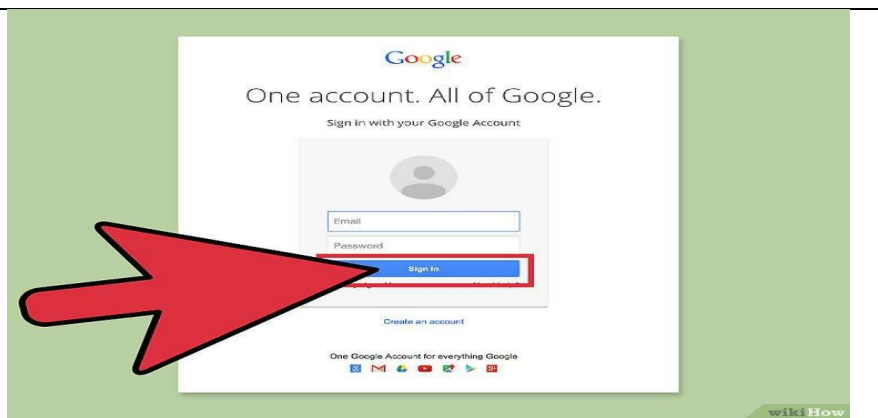 Google
One account. All of Google.
Sign in with your Google Account
Email
Password
Sign in
Create an account
One Google Account for everything Google
wikiHow